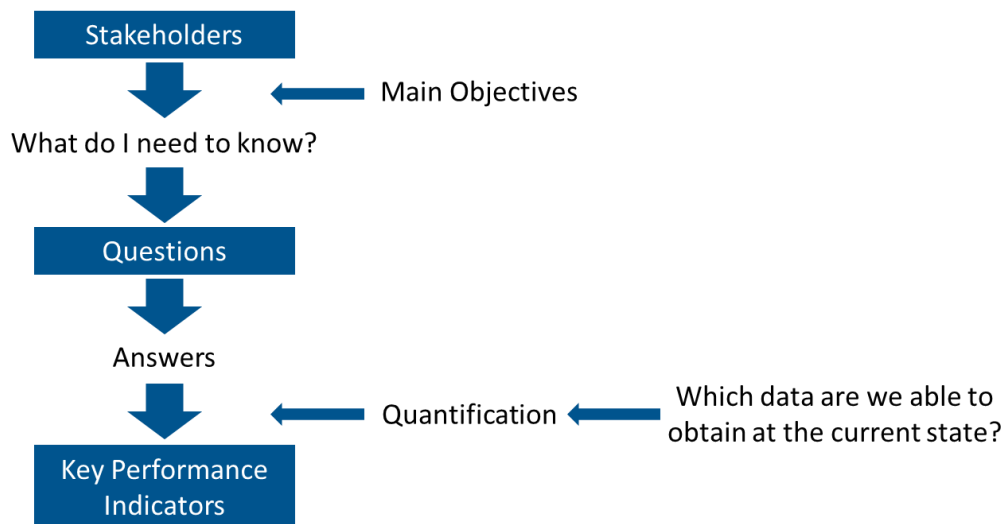 Stakeholders
Main Objectives
What do I need to know?
Questions
Answers
Quantification
Which data are we able to
obtain at the current state?
Key Performance
Indicators